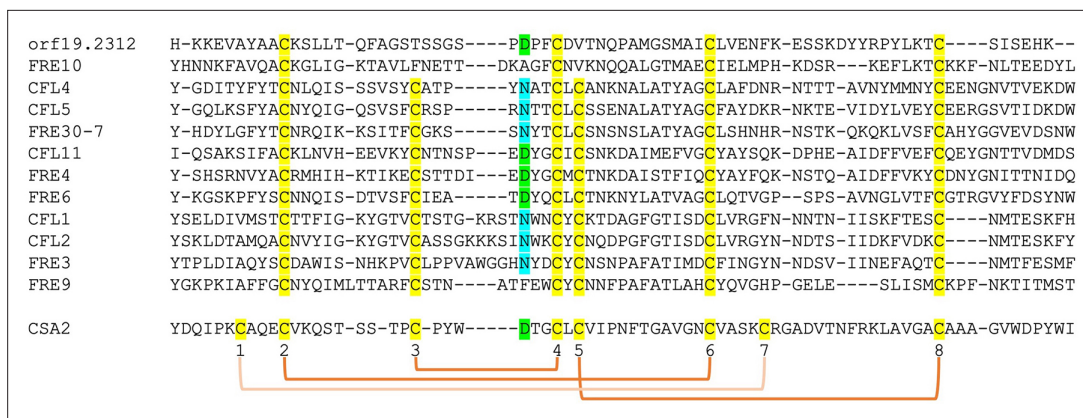 orf19.2312 H-KKEVAYAACKSLLT-QFAGSTSSGS----PDPFCDVTNQPAMGSMAICLVENFK-ESSKDYYRPYLKTC----SISEHK--
FRE10 YHNNKFAVQACKGLIG-KTAVLFNETT---DKAGFCNVKNQQALGTMAECIELMPH-KDSR---KEFLKTCKKF-NLTEEDYL
CFL4 Y-GDITYFYTCNLQIS-SSVSYCATP-----YNATCLCANKNALATYAGCLAFDNR-NTTT-AVNYMMNYCEENGNVTVEKDW
CFL5 Y-GQLKSFYACNYQIS-QSVSFCRSP-----RNTTCLCSSENALATYAGCFAYDKR-NKTE-VIDYLVEYCEERGSVTIDKW
FRE30-7 Y-HDYLGFYTCNRQIK-KSITFCGKS-----SNYTCLCSNSNSLATYAGCLSHNHR-NSTK-QKQKLVSFCAHYGGVEVDSNW
CFL11 I-QSAKSIFACKLNVH-EEVKYCNTNSP---EDYGCICSNKDAIMEFVGCYAYSQK-DPHE-AIDFFVEFCQEYGNTTVDMDS
FRE4 Y-SHSRNVYACRMHIH-KTIKECSTTDI---EDYGCMCTNKDAISTFIQCYAYFQK-NSTQ-AIDFFVKYCDNYGNITTNIDQ
FRE6 Y-KGSKPFYSCNNQIS-DTVSFCIEA-----TDYQCLCTNKNYLATVAGCLQTVGP--SPS-AVNGLVTFCGTRGVYFDSYNW
CFL1 YSELDIVMSTCTTFIG-KYGTVCTSTG-KRSTNWNCYCKTDAGFGTISDCLVRGFN-NNTN-IISKFTESC----NMTESKFH
CFL2 YSKLDTAMQACNVYIG-KYGTVCASSGKKKSINWKCYCNQDPGFGTISDCLVRGYN-NDTS-IIDKFVDKC----NMTESKFY
FRE3 YTPLDIAQYSCDAWIS-NHKPVCLPPVAWGGHNYDCYCNSNPAFATIMDCFINGYN-NDSV-IINEFAQTC----NMTESMF
FRE9 YGKPKIAFFGCNYQIMLTTARFCSTN----ATFEWCYCNNFPAFATLAHCYQVGHP-GELE----SLISMCKPF-NKTITMST
CSA2 YDQIPKCAQECVKQST-SS-TPC-PYW-----DTGCLCVIPNFTGAVGNCVASKCRGADVTNFRKLAVGACAAA-GVWDPYWI
1 2 3 4 5 6 7 8